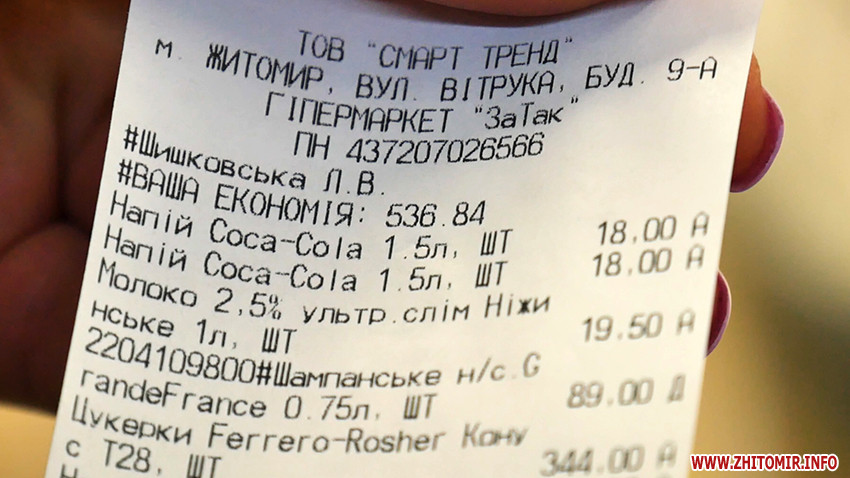 ТОВ "СМАРТ ТРЕНД"
м. ЖИТОМИР, ВУЛ. ВІТРУКА, БУД. 9-А
ГІПЕРМАРКЕТ "ЗаТак"
ПН 437207026566
#Шишковська Л.В.
#ВАША ЕКОНОМІЯ: 536.84
Напій Coca-Cola 1.5л, ШТ 18.00 А
Напій Coca-Cola 1.5л, ШТ 18.00 А
Молоко 2,5% ультр.слім Ніжи
нське 1л, ШТ 19.50 А
2204109800#Шампанське н/с.G
randeFrance 0.75л, ШТ 89.00 Д
Цукерки Ferrero-Rosher Кону
с Т28, ШТ 344.00 А
WWW.ZHITOMIR.INFO